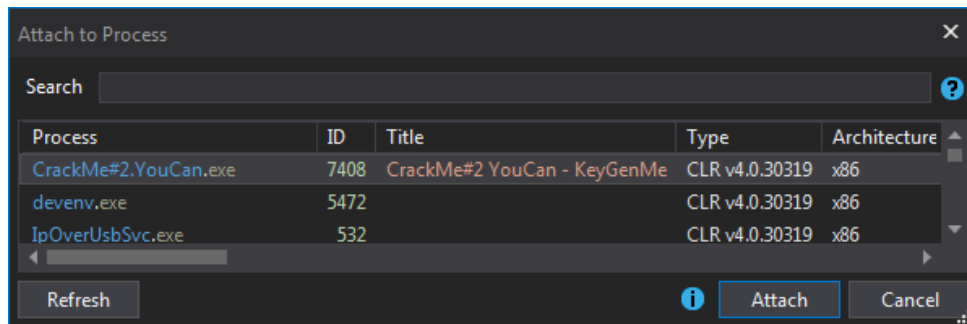 Attach to Process
Search
Process ID Title Type Architecture
CrackMe#2.YouCan.exe 7408 CrackMe#2 YouCan - KeyGenMe CLR v4.0.30319 x86
devenv.exe 5472 CLR v4.0.30319 x86
IpOverUsbSvc.exe 532 CLR v4.0.30319 x86
Refresh Attach Cancel